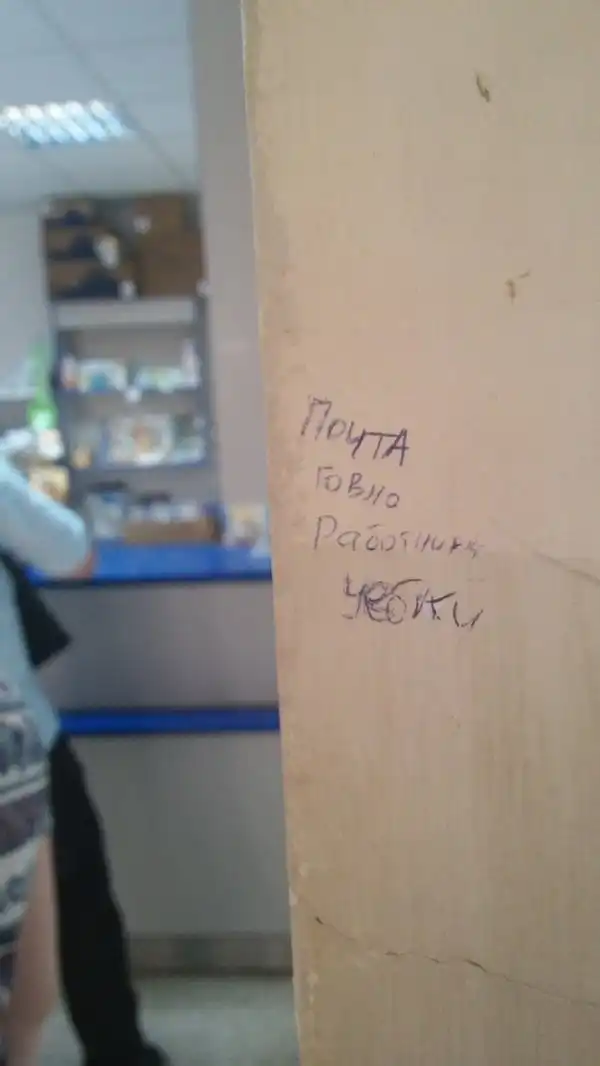 Почта
говно
Работники
уебки